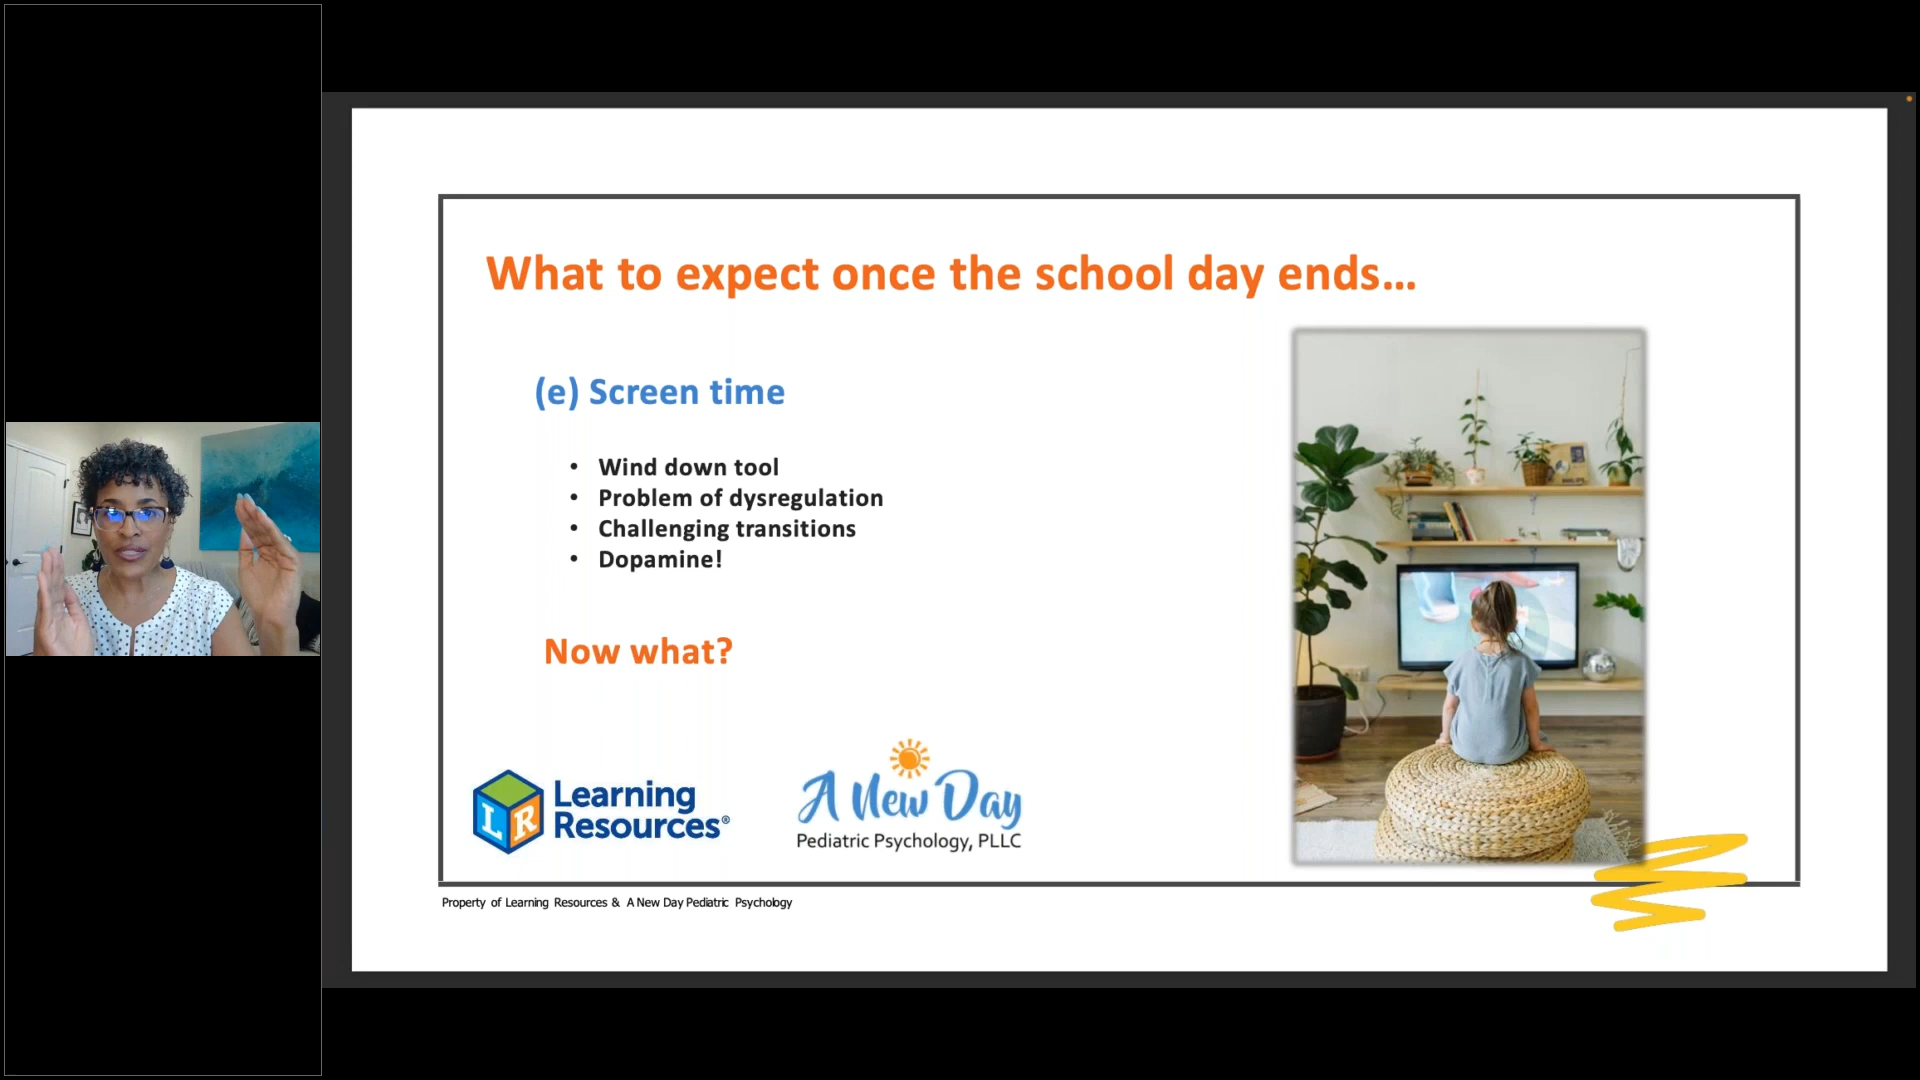 What to expect once the school day ends...
(e) Screen time
• Wind down tool
• Problem of dysregulation
• Challenging transitions
• Dopamine!
Now what?
LR Learning
Resources®
A New Day
Pediatric Psychology, PLLC
Property of Learning Resources & A New Day Pediatric Psychology